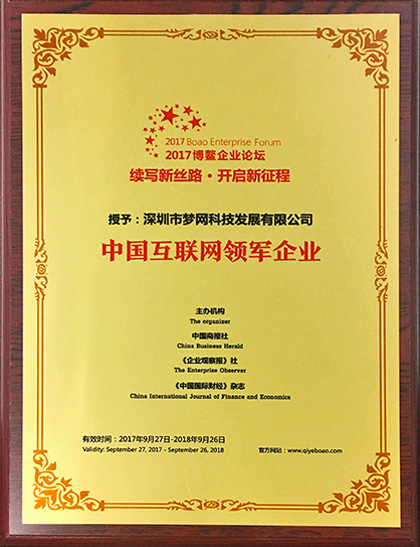 2017 Boao Enterprise Forum
2017博鳌企业论坛
续写新丝路·开启新征程
授予：深圳市梦网科技发展有限公司
中国互联网领军企业
主办机构
The organizer
中国商报社
China Business Herald
《企业观察报》社
The Enterprise Observer
《中国国际财经》杂志
China International Journal of Finance and Economics
有效时间：2017年9月27日-2018年9月26日
Validity: September 27, 2017 - September 26, 2018
官方网站：www.qiyeboao.com